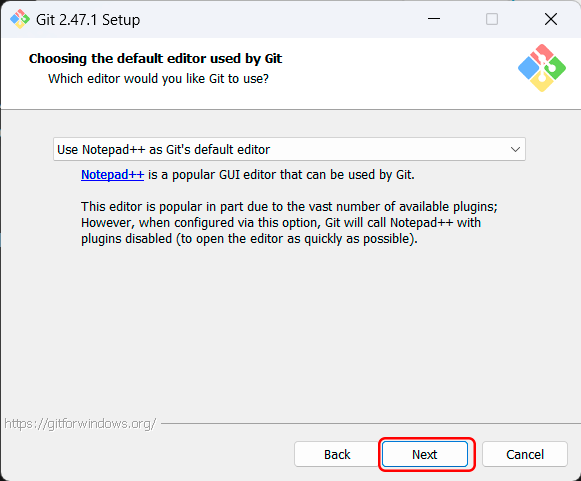 Git 2.47.1 Setup
Choosing the default editor used by Git
Which editor would you like Git to use?
Use Notepad++ as Git's default editor
Notepad++ is a popular GUI editor that can be used by Git.
This editor is popular in part due to the vast number of available plugins;
However, when configured via this option, Git will call Notepad++ with
plugins disabled (to open the editor as quickly as possible).
https://gitforwindows.org/
Back
Next
Cancel